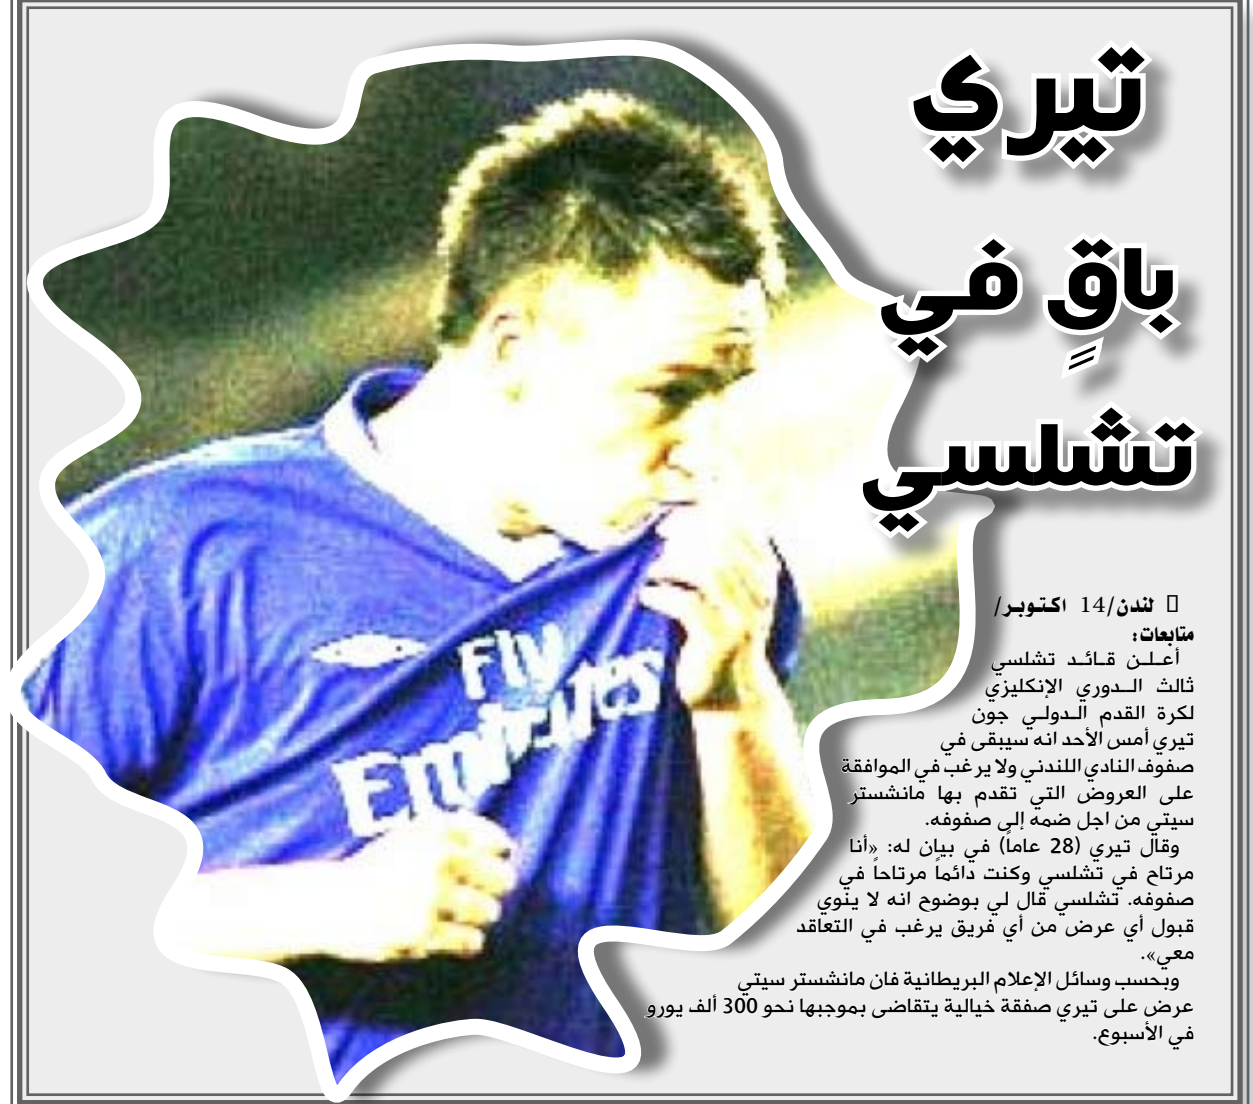 تيري
باقٍ في
تشلسي
لندن/14 اكتوبر/
متابعات:
أعلن قائد تشلسي
ثالث الدوري الإنكليزي
لكرة القدم الدولي جون
تيري أمس الأحد انه سيبقى في
صفوف النادي اللندني ولا يرغب في الموافقة
على العروض التي تقدم بها مانشستر
سيتي من اجل ضمه إلى صفوفه.
وقال تيري (28 عاماً) في بيان له: «أنا
مرتاح في تشلسي وكنت دائماً مرتاحاً في
صفوفه. تشلسي قال لي بوضوح انه لا ينوي
قبول أي عرض من أي فريق يرغب في التعاقد
معي».
وبحسب وسائل الإعلام البريطانية فان مانشستر سيتي
عرض على تيري صفقة خيالية يتقاضى بموجبها نحو 300 ألف يورو
في الأسبوع.
Fly
Emirates